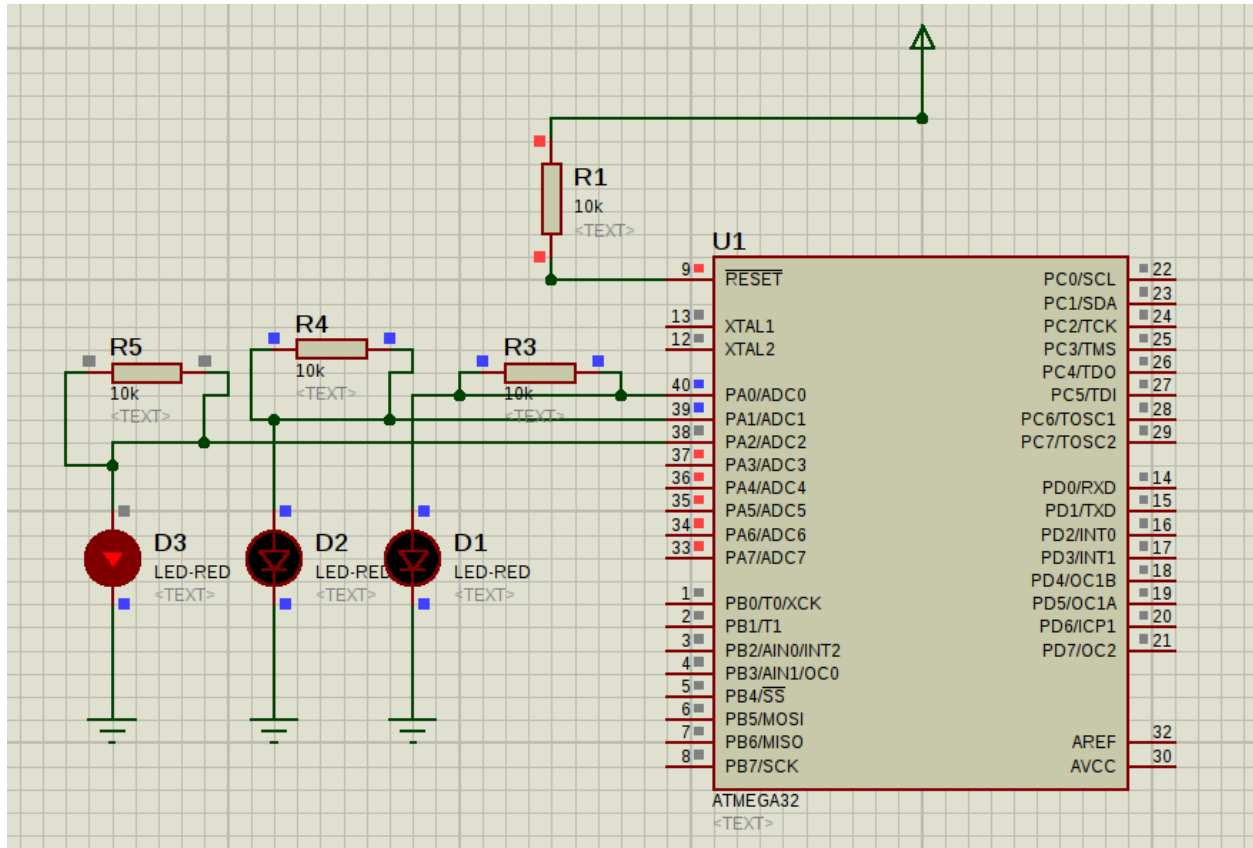 R1
10k
<TEXT>
U1
9 RESET
PC0/SCL 22
PC1/SDA 23
13 XTAL1
PC2/TCK 24
12 XTAL2
PC3/TMS 25
PC4/TDO 26
R4
10k
<TEXT>
R5
10k
<TEXT>
R3
10k
<TEXT>
40 PA0/ADC0
PC5/TDI 27
39 PA1/ADC1
PC6/TOSC1 28
38 PA2/ADC2
PC7/TOSC2 29
37 PA3/ADC3
36 PA4/ADC4
PD0/RXD 14
35 PA5/ADC5
PD1/TXD 15
34 PA6/ADC6
PD2/INT0 16
33 PA7/ADC7
PD3/INT1 17
PD4/OC1B 18
D3
LED-RED
<TEXT>
D2
LED-RED
<TEXT>
D1
LED-RED
<TEXT>
1 PB0/T0/XCK
PD5/OC1A 19
2 PB1/T1
PD6/ICP1 20
3 PB2/AIN0/INT2
PD7/OC2 21
4 PB3/AIN1/OC0
5 PB4/SS
6 PB5/MOSI
7 PB6/MISO
AREF 32
8 PB7/SCK
AVCC 30
ATMEGA32
<TEXT>